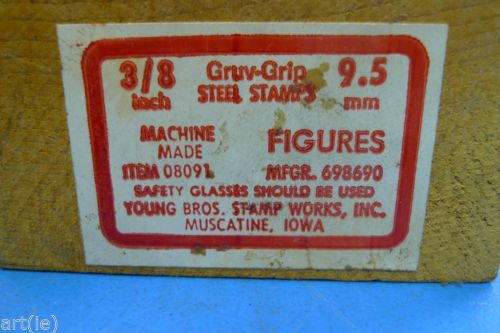 3/8 Gruv-Grip 9.5
inch STEEL STAMPS mm
MACHINE FIGURES
MADE
ITEM 08091 MFGR. 698690
SAFETY GLASSES SHOULD BE USED
YOUNG BROS. STAMP WORKS, INC.
MUSCATINE, IOWA
art(ie)